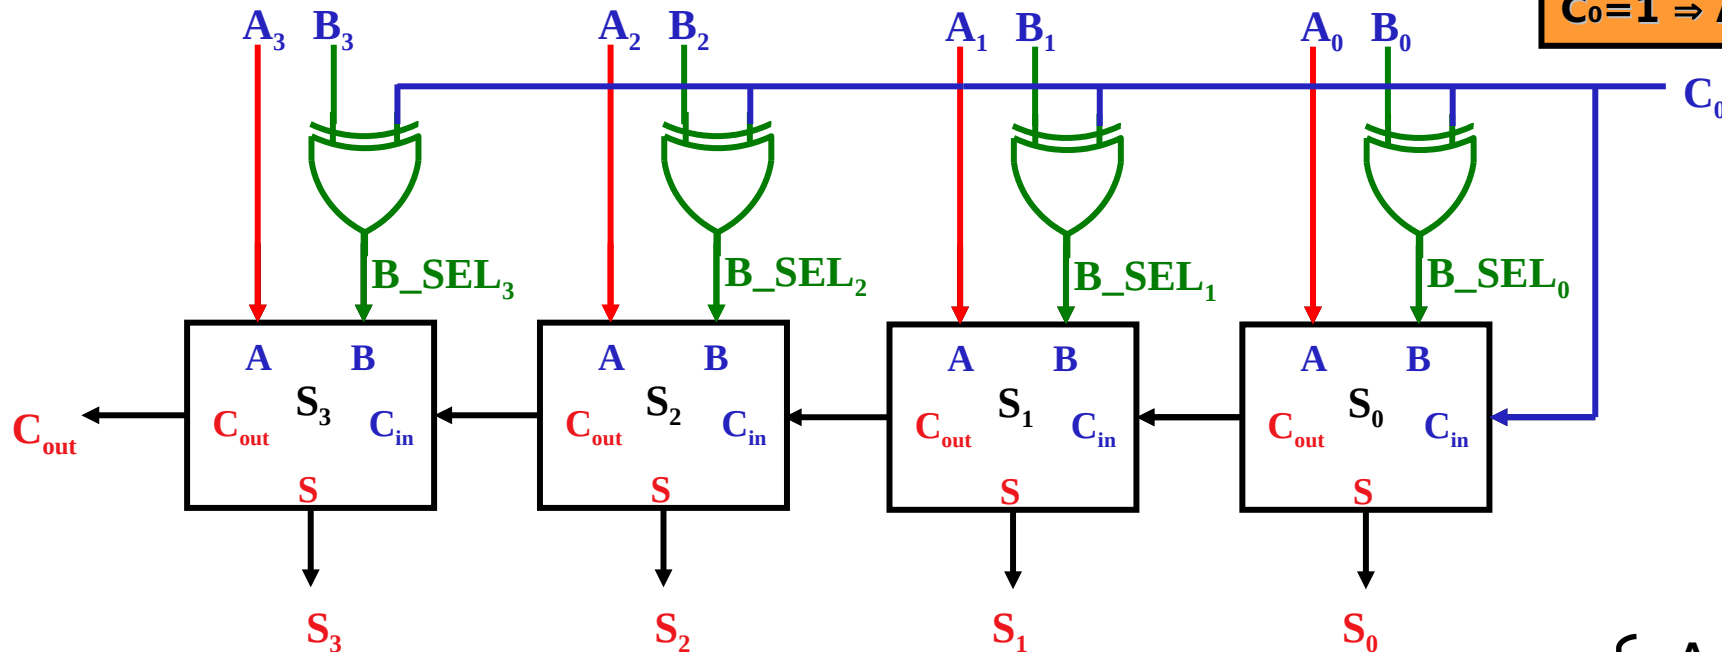 C₀=1 ⇒
A₃ B₃ A₂ B₂ A₁ B₁ A₀ B₀
C₀
B_SEL₃ B_SEL₂ B_SEL₁ B_SEL₀
A B A B A B A B
S₃ S₂ S₁ S₀
Cout Cout Cin Cout Cin Cout Cin Cout Cin
S S S S
S₃ S₂ S₁ S₀